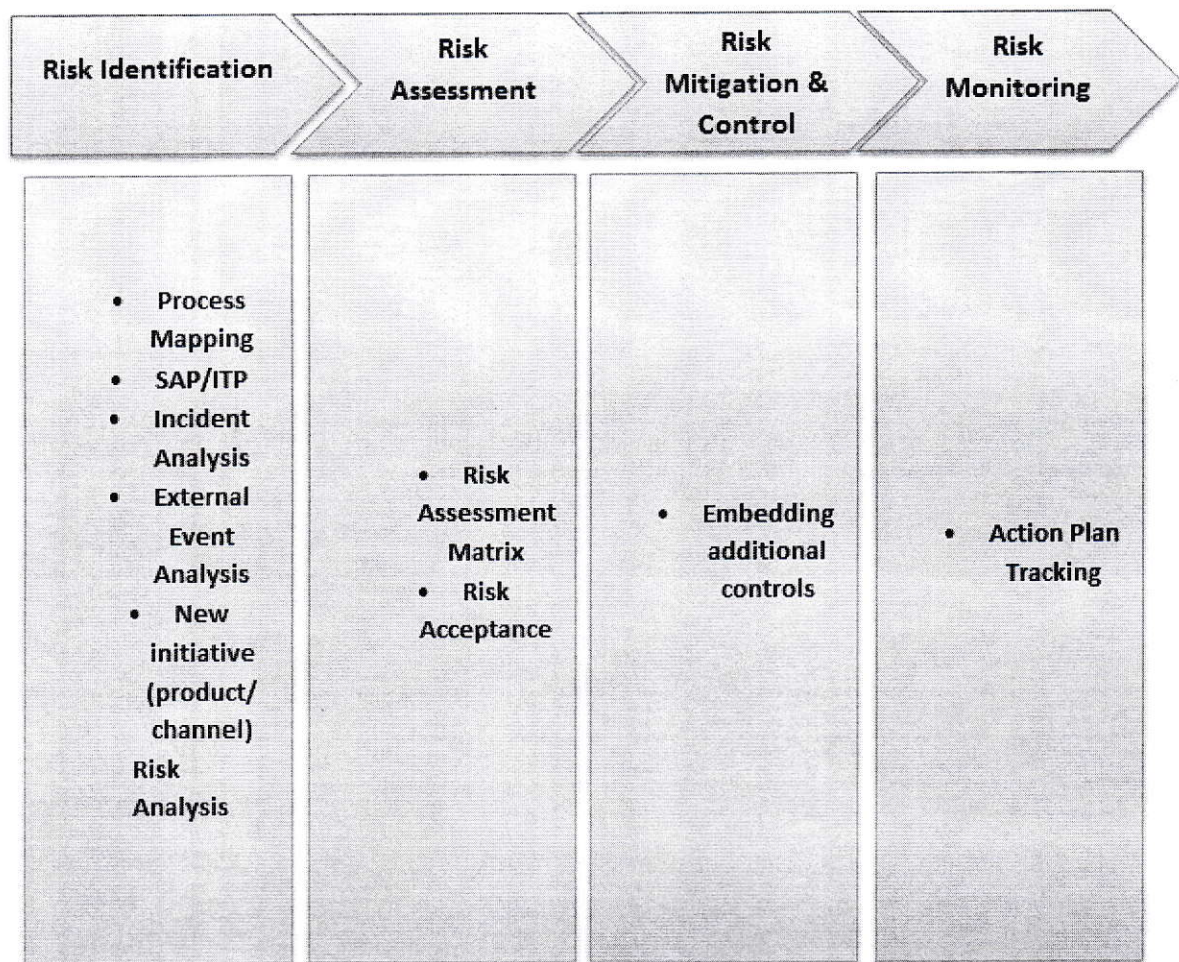 Risk Identification
Risk
Assessment
Risk
Mitigation &
Control
Risk
Monitoring
• Process
Mapping
• SAP/ITP
• Incident
Analysis
• External
Event
Analysis
• New
initiative
(product/
channel)
Risk
Analysis
• Risk
Assessment
Matrix
• Risk
Acceptance
• Embedding
additional
controls
• Action Plan
Tracking